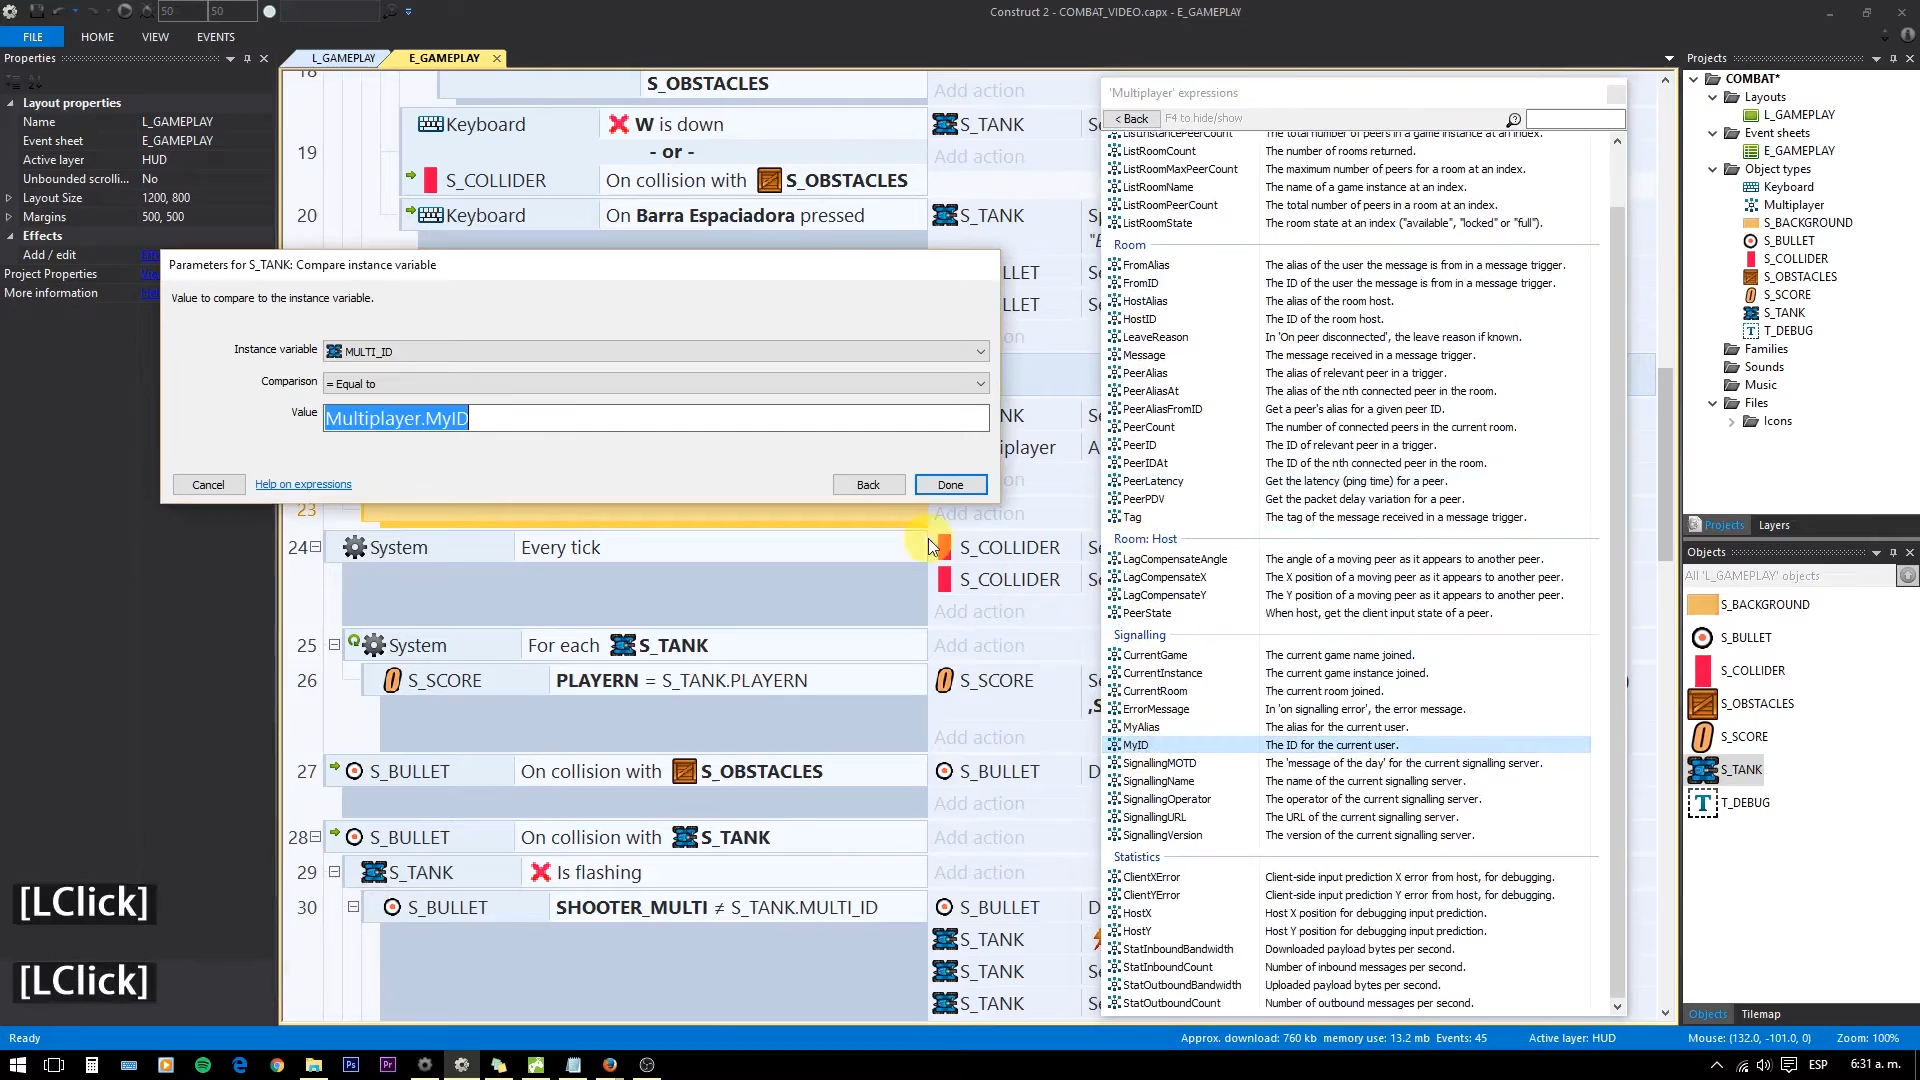 50
50
Construct 2 - COMBAT_VIDEO.capx - E_GAMEPLAY
FILE
HOME
VIEW
EVENTS
Properties
Layout properties
Name L_GAMEPLAY
Event sheet E_GAMEPLAY
Active layer HUD
Unbounded scrolli... No
Layout Size 1200, 800
Margins 500, 500
Effects
Add / edit
Project Properties
More information
L_GAMEPLAY
E_GAMEPLAY
18
S_OBSTACLES
Add action
19
Keyboard W is down S_TANK
- or -
Add action
S_COLLIDER On collision with S_OBSTACLES
20 Keyboard On Barra Espaciadora pressed S_TANK
Parameters for S_TANK: Compare instance variable
Value to compare to the instance variable.
Instance variable MULTI_ID
Comparison = Equal to
Value Multiplayer.MyID
Cancel
Help on expressions
Back
Done
23
Add action
24 System Every tick S_COLLIDER
S_COLLIDER
Add action
25 System For each S_TANK Add action
26 S_SCORE PLAYERN = S_TANK.PLAYERN S_SCORE
Add action
27 S_BULLET On collision with S_OBSTACLES S_BULLET
Add action
28 S_BULLET On collision with S_TANK Add action
29 S_TANK Is flashing Add action
30 S_BULLET SHOOTER_MULTI ≠ S_TANK.MULTI_ID S_BULLET
S_TANK
S_TANK
S_TANK
'Multiplayer' expressions
< Back F4 to hide/show
ListInstancePeerCount The total number of peers in a game instance at an index.
ListRoomCount The number of rooms returned.
ListRoomMaxPeerCount The maximum number of peers for a room at an index.
ListRoomName The name of a game instance at an index.
ListRoomPeerCount The total number of peers in a room at an index.
ListRoomState The room state at an index ("available", "locked" or "full").
Room
FromAlias The alias of the user the message is from in a message trigger.
FromID The ID of the user the message is from in a message trigger.
HostAlias The alias of the room host.
HostID The ID of the room host.
LeaveReason In 'On peer disconnected', the leave reason if known.
Message The message received in a message trigger.
PeerAlias The alias of relevant peer in a trigger.
PeerAliasAt The alias of the nth connected peer in the room.
PeerAliasFromID Get a peer's alias for a given peer ID.
PeerCount The number of connected peers in the current room.
PeerID The ID of relevant peer in a trigger.
PeerIDAt The ID of the nth connected peer in the room.
PeerLatency Get the latency (ping time) for a peer.
PeerPDV Get the packet delay variation for a peer.
Tag The tag of the message received in a message trigger.
Room: Host
LagCompensateAngle The angle of a moving peer as it appears to another peer.
LagCompensateX The X position of a moving peer as it appears to another peer.
LagCompensateY The Y position of a moving peer as it appears to another peer.
PeerState When host, get the client input state of a peer.
Signalling
CurrentGame The current game name joined.
CurrentInstance The current game instance joined.
CurrentRoom The current room joined.
ErrorMessage In 'on signalling error', the error message.
MyAlias The alias for the current user.
MyID The ID for the current user.
SignallingMOTD The 'message of the day' for the current signalling server.
SignallingName The name of the current signalling server.
SignallingOperator The operator of the current signalling server.
SignallingURL The URL of the current signalling server.
SignallingVersion The version of the current signalling server.
Statistics
ClientXError Client-side input prediction X error from host, for debugging.
ClientYError Client-side input prediction Y error from host, for debugging.
HostX Host X position for debugging input prediction.
HostY Host Y position for debugging input prediction.
StatInboundBandwidth Downloaded payload bytes per second.
StatInboundCount Number of inbound messages per second.
StatOutboundBandwidth Uploaded payload bytes per second.
StatOutboundCount Number of outbound messages per second.
Projects
COMBAT*
Layouts
L_GAMEPLAY
Event sheets
E_GAMEPLAY
Object types
Keyboard
Multiplayer
S_BACKGROUND
S_BULLET
S_COLLIDER
S_OBSTACLES
S_SCORE
S_TANK
T_DEBUG
Families
Sounds
Music
Files
Icons
Projects Layers
Objects
All 'L_GAMEPLAY' objects
S_BACKGROUND
S_BULLET
S_COLLIDER
S_OBSTACLES
S_SCORE
S_TANK
T_DEBUG
Objects Tilemap
[LClick]
[LClick]
Ready
Approx. download: 760 kb memory use: 13.2 mb Events: 45
Active layer: HUD
Mouse: (132.0, -101.0, 0)
Zoom: 100%
ESP
6:31 a. m.